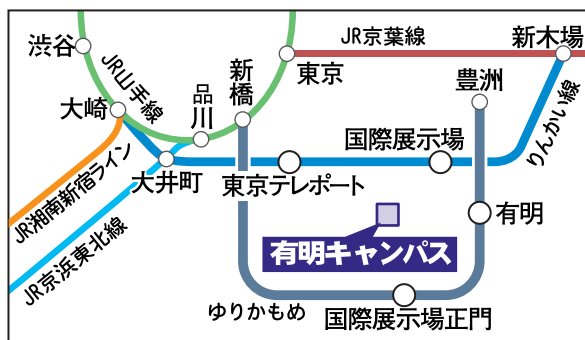 JR京葉線
新木場
渋谷
JR山手線
新橋
東京
豊洲
品川
大崎
りんかい線
国際展示場
大井町
東京テレポート
JR湘南新宿ライン
有明
有明キャンパス
JR京浜東北線
ゆりかもめ
国際展示場正門